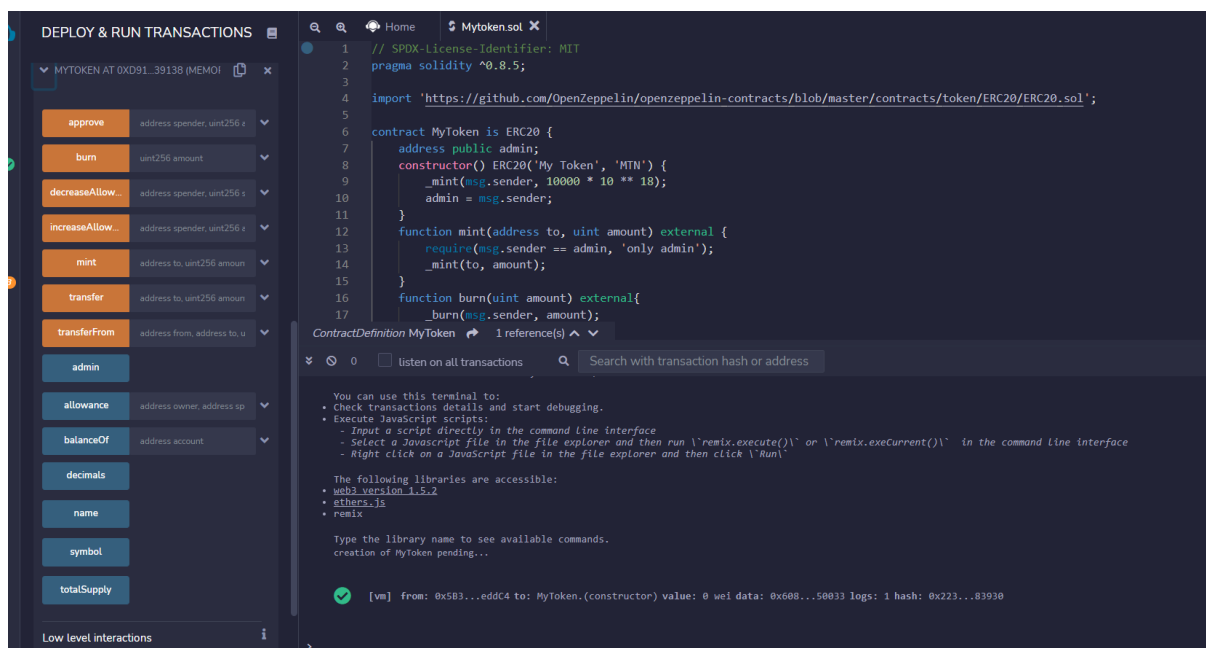 DEPLOY & RUN TRANSACTIONS
MYTOKEN AT 0XD91...39138 (MEMOF
approve address spender, uint256 a
burn uint256 amount
decreaseAllow... address spender, uint256 s
increaseAllow... address spender, uint256 a
mint address to, uint256 amoun
transfer address to, uint256 amoun
transferFrom address from, address to, u
admin
allowance address owner, address sp
balanceOf address account
decimals
name
symbol
totalSupply
Low level interactions
i
Home Mytoken.sol
1 // SPDX-License-Identifier: MIT
2 pragma solidity ^0.8.5;
3
4 import 'https://github.com/OpenZeppelin/openzeppelin-contracts/blob/master/contracts/token/ERC20/ERC20.sol';
5
6 contract MyToken is ERC20 {
7 address public admin;
8 constructor() ERC20('My Token', 'MTN') {
9 _mint(msg.sender, 10000 * 10 ** 18);
10 admin = msg.sender;
11 }
12 function mint(address to, uint amount) external {
13 require(msg.sender == admin, 'only admin');
14 _mint(to, amount);
15 }
16 function burn(uint amount) external{
17 _burn(msg.sender, amount);
ContractDefinition MyToken 1 reference(s)
0 listen on all transactions Search with transaction hash or address
You can use this terminal to:
• Check transactions details and start debugging.
• Execute JavaScript scripts:
- Input a script directly in the command line interface
- Select a Javascript file in the file explorer and then run \`remix.execute()\` or \`remix.exeCurrent()\` in the command line interface
- Right click on a JavaScript file in the file explorer and then click \`Run\`
The following libraries are accessible:
• web3 version 1.5.2
• ethers.js
• remix
Type the library name to see available commands.
creation of MyToken pending...
[vm] from: 0x5B3...eddC4 to: MyToken.(constructor) value: 0 wei data: 0x608...50033 logs: 1 hash: 0x223...83930
>